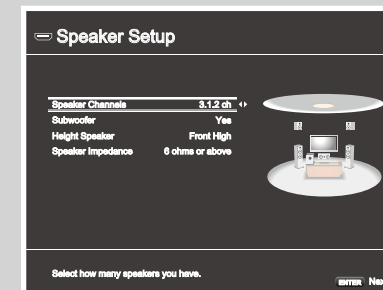 Speaker Setup
Speaker Channels 3.1.2 ch
Subwoofer Yes
Height Speaker Front High
Speaker Impedance 6 ohms or above
Select how many speakers you have.
ENTER